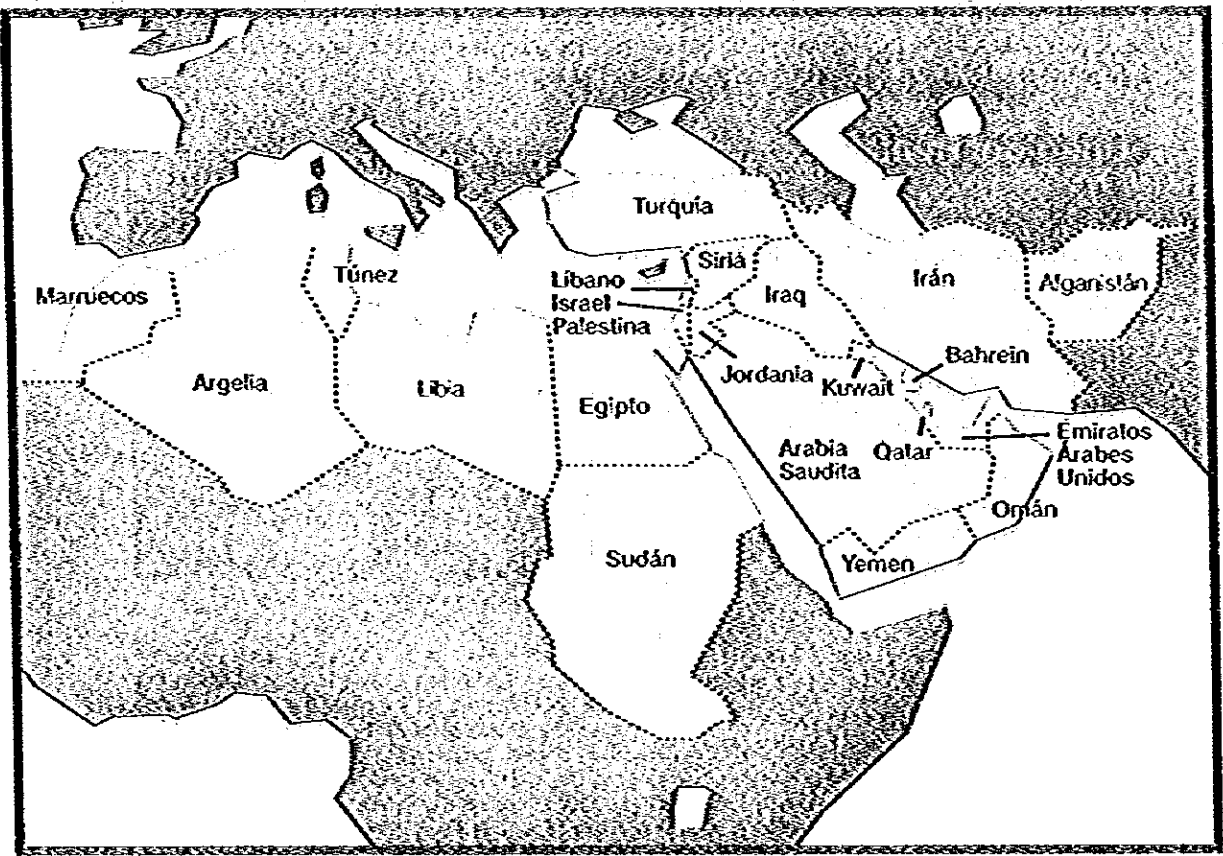 Turquía
Siria
Túnez
Líbano
Israel
Palestina
Irán
Afganistán
Marruecos
Iraq
Bahrein
Jordania
Kuwait
Argelia
Libia
Egipto
Emiratos
Árabes
Unidos
Arabia
Saudita
Qatar
Omán
Sudán
Yemen